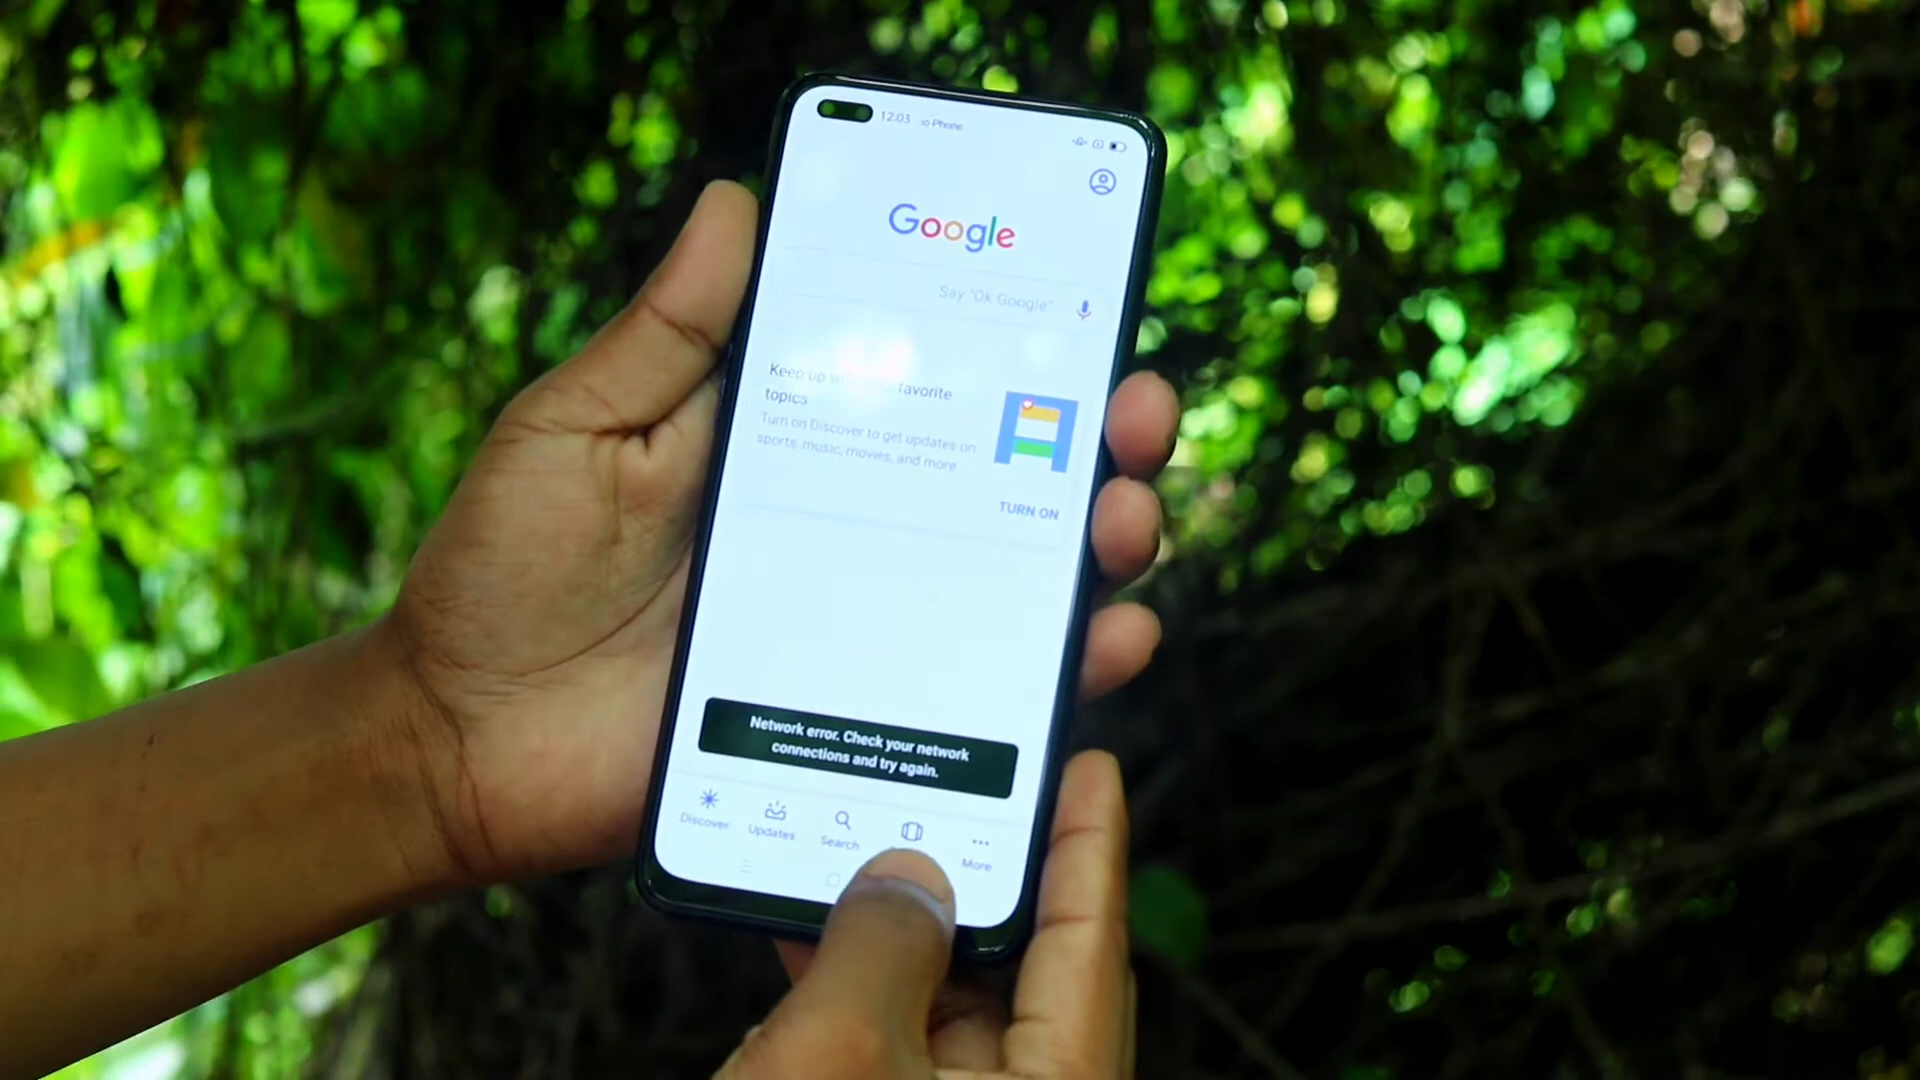 12:03 Phone
Google
Say "Ok Google"
Keep up favorite
topics
Turn on Discover to get updates on
sports, music, movies, and more
TURN ON
Network error. Check your network
connections and try again.
Discover Updates Search More